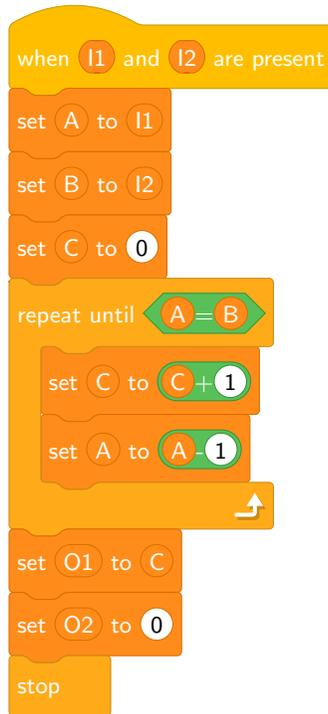 when I1 and I2 are present
set A to I1
set B to I2
set C to 0
repeat until A=B
set C to C+1
set A to A-1
set O1 to C
set O2 to 0
stop